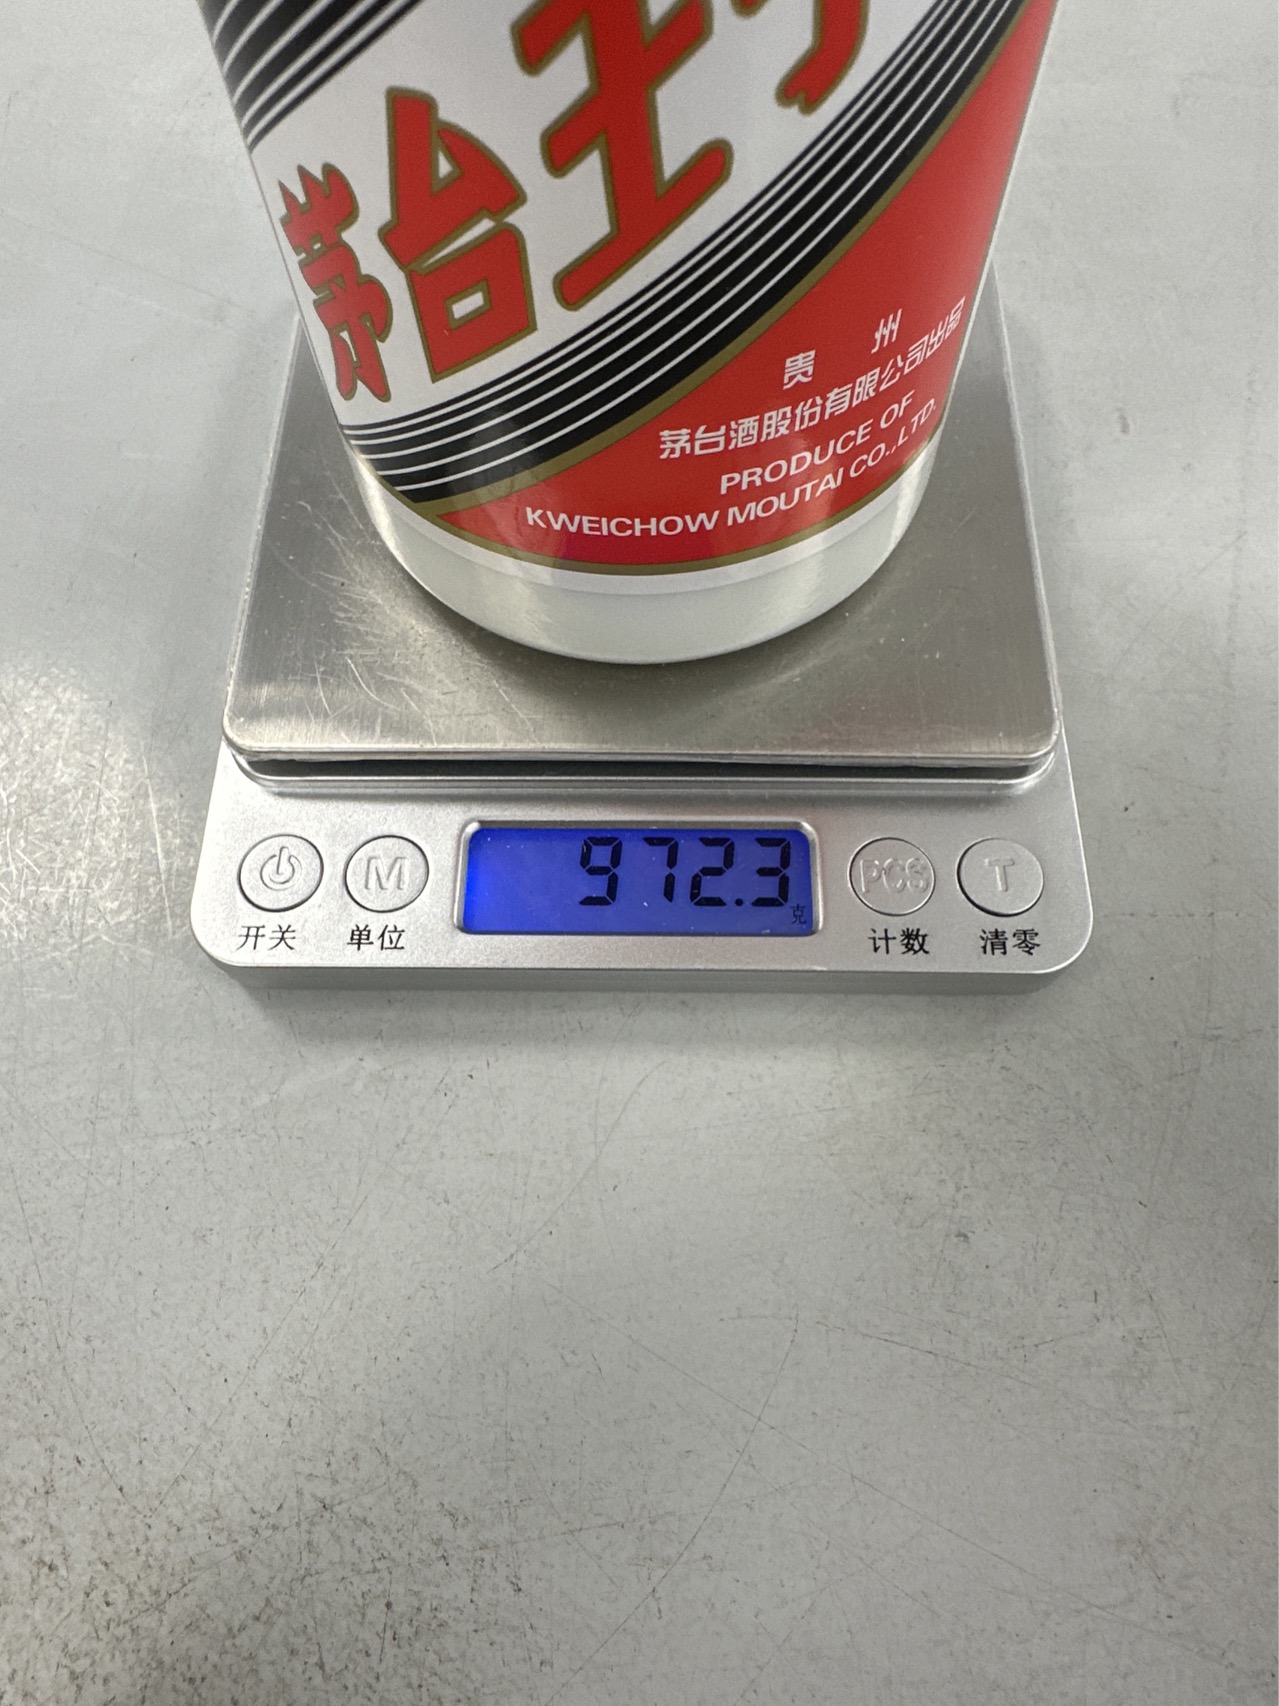 茅台王
贵州
茅台酒股份有限公司出品
PRODUCE OF
KWEICHOW MOUTAI CO.,LTD.
972.3
克
M
PCS
T
开关
单位
计数
清零